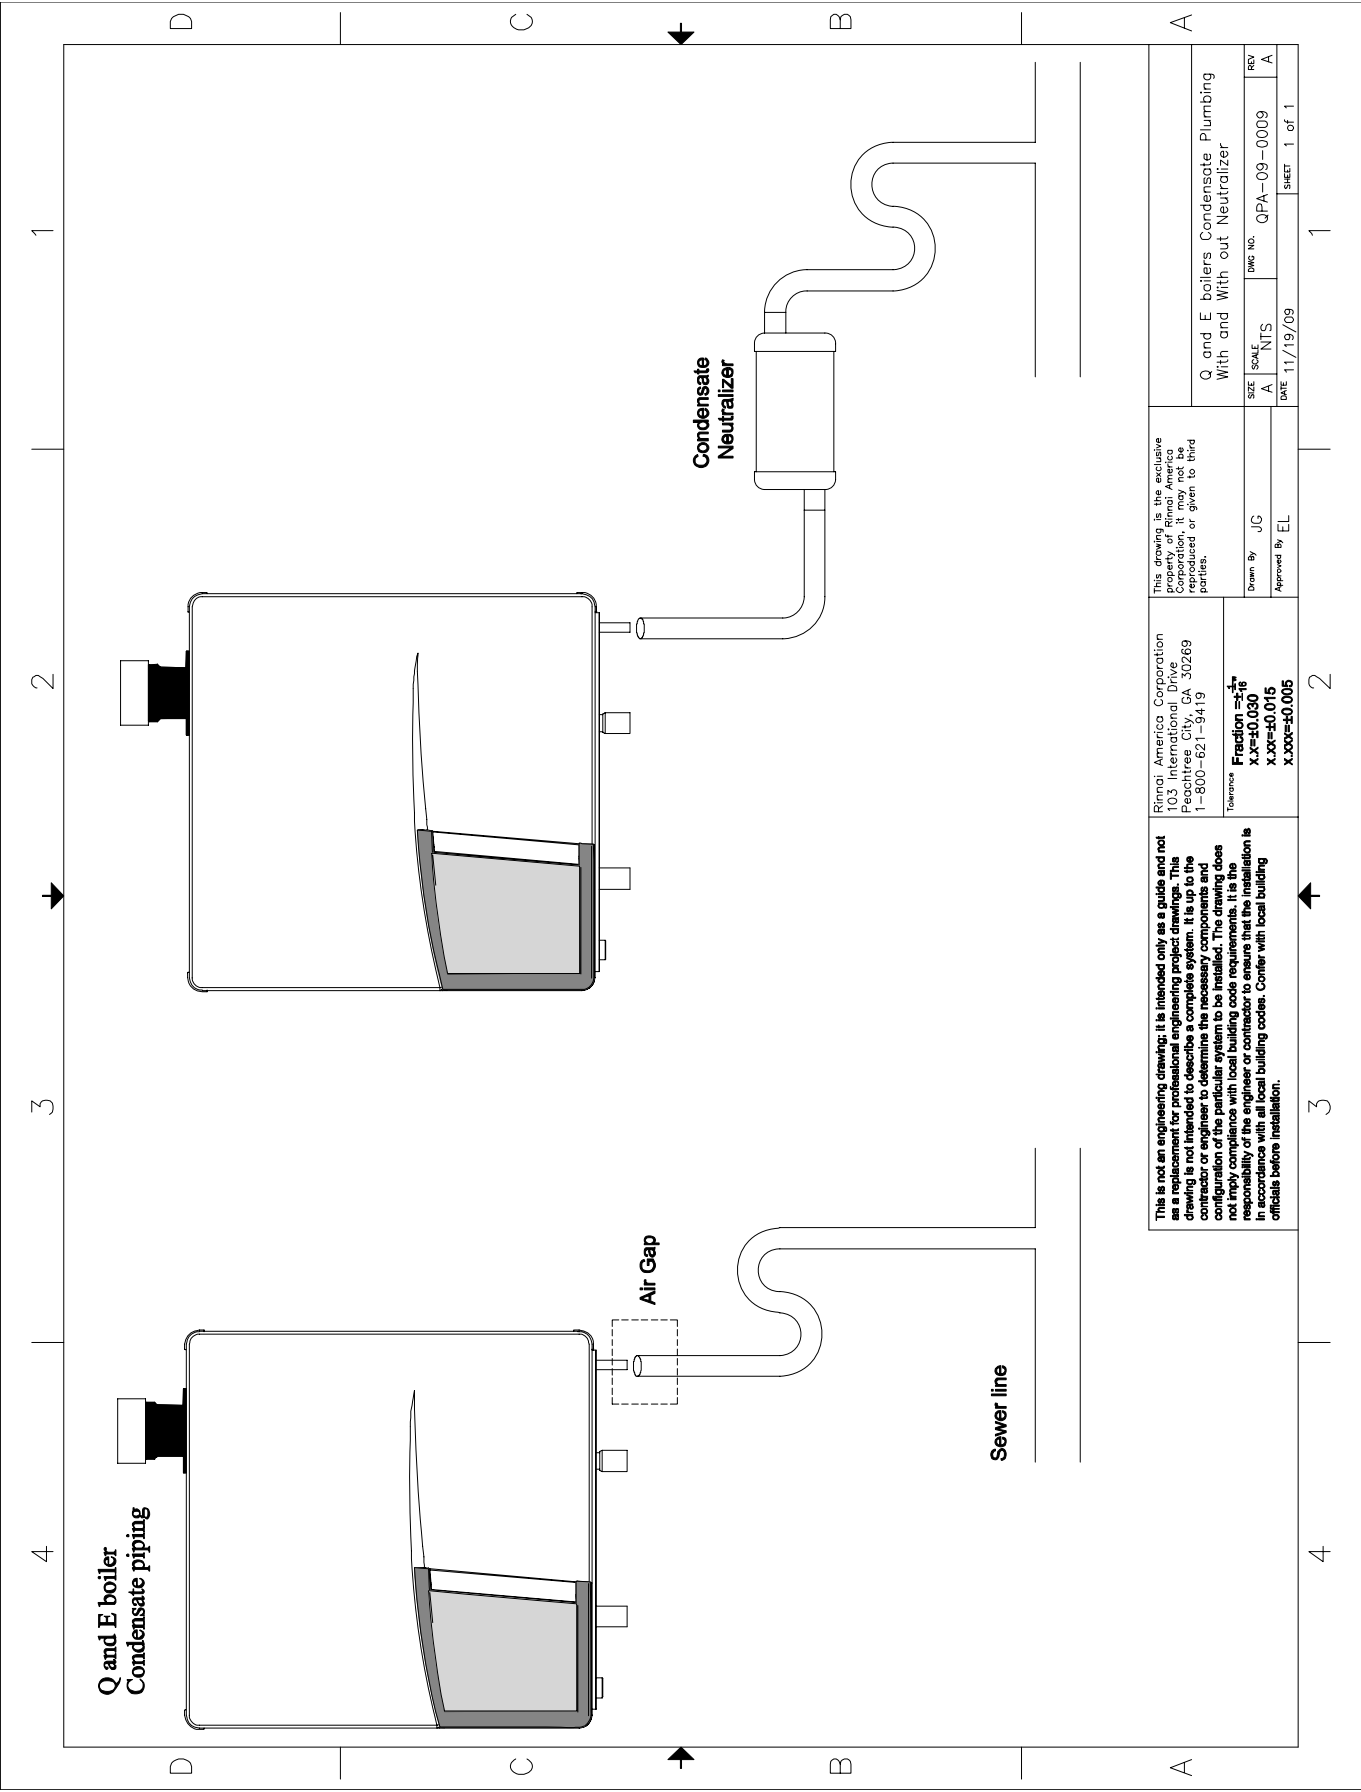 D
C
B
A
4
3
2
1
Q and E boiler
Condensate piping
Air Gap
Sewer line
Condensate
Neutralizer
This is not an engineering drawing; it is intended only as a guide and not
as a replacement for professional engineering project drawings. This
drawing is not intended to describe a complete system. It is up to the
contractor or engineer to determine the necessary components and
configuration of the particular system to be installed. The drawing does
not imply compliance with local building code requirements. It is the
responsibility of the engineer or contractor to ensure that the installation is
in accordance with all local building codes. Confer with local building
officials before installation.
Rinnai America Corporation
103 International Drive
Peachtree City, GA 30269
1-800-621-9419
Tolerance
Fraction =±1/16"
X.X=±0.030
X.XX=±0.015
X.XXX=±0.005
This drawing is the exclusive
property of Rinnai America
Corporation, it may not be
reproduced or given to third
parties.
Drawn By JG
Approved By EL
Q and E boilers Condensate Plumbing
With and With out Neutralizer
SIZE A
SCALE NTS
DWG NO. QPA-09-0009
REV A
DATE 11/19/09
SHEET 1 of 1
4
3
2
1
D
C
B
A